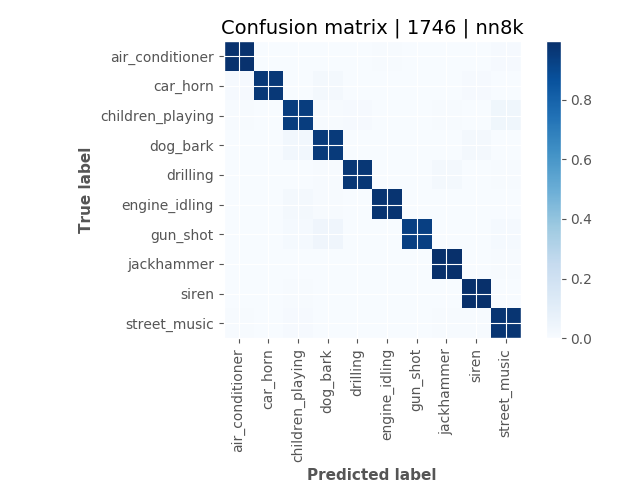 Confusion matrix | 1746 | nn8k
air_conditioner
car_horn
children_playing
dog_bark
drilling
engine_idling
gun_shot
jackhammer
siren
street_music
True label
air_conditioner
car_horn
children_playing
dog_bark
drilling
engine_idling
gun_shot
jackhammer
siren
street_music
Predicted label
0.8
0.6
0.4
0.2
0.0